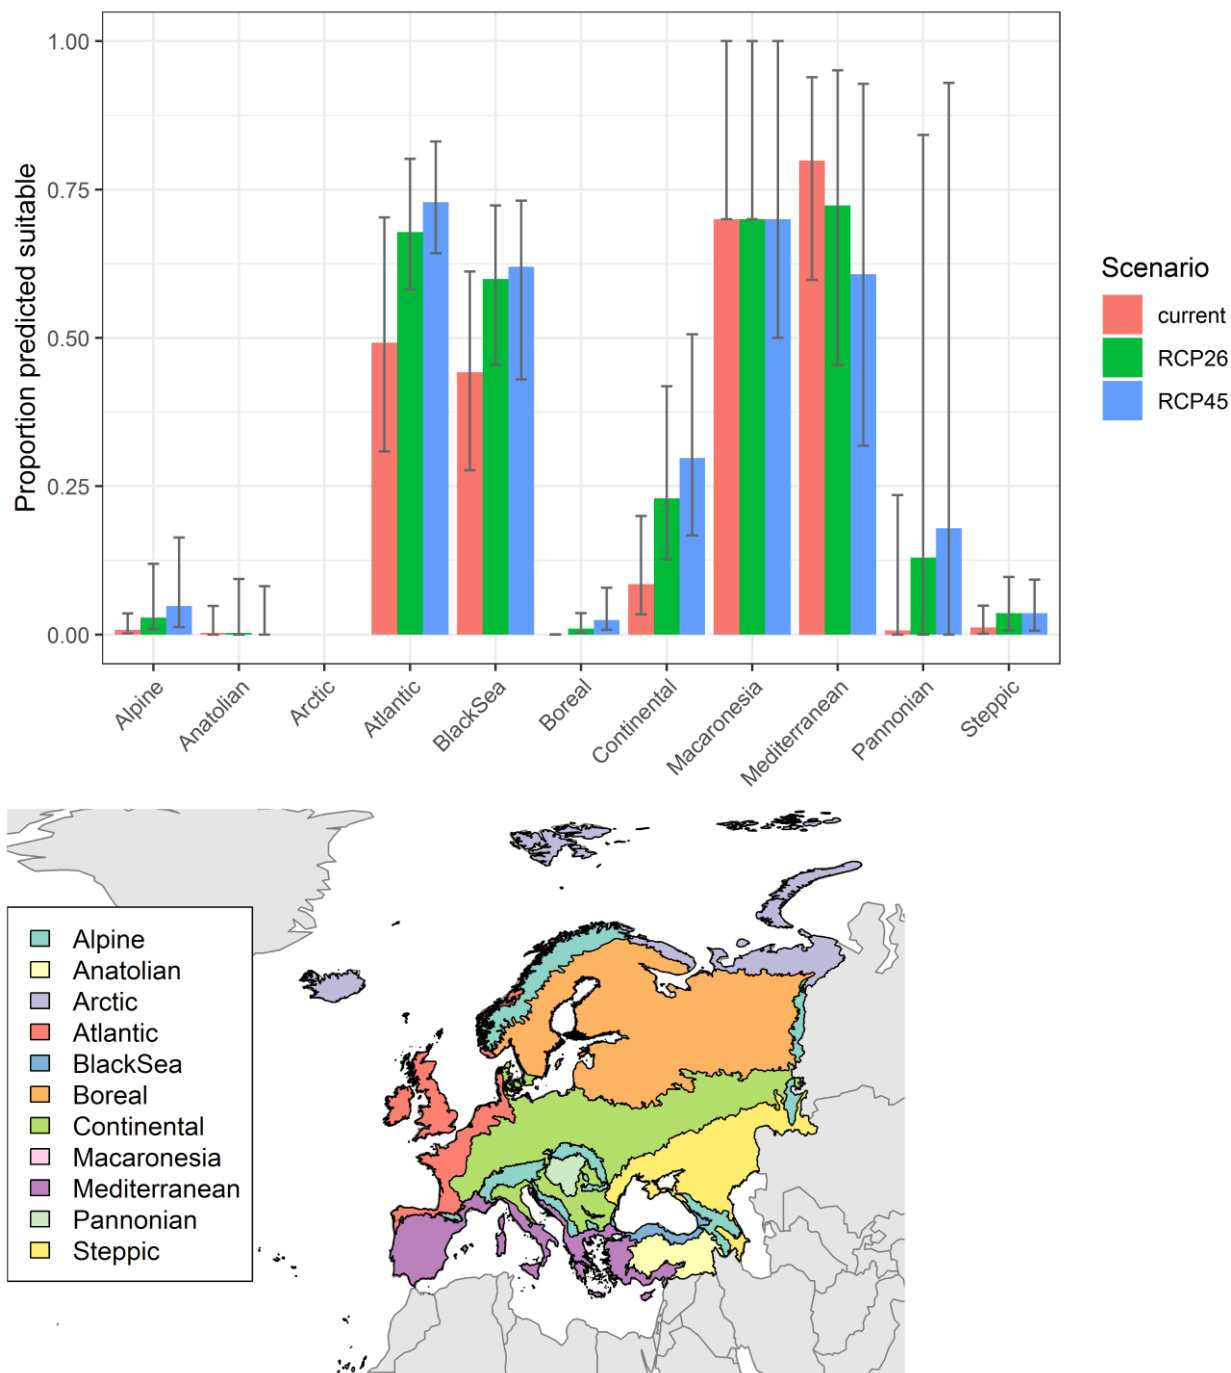 1.00
0.75
0.50
0.25
0.00
Proportion predicted suitable
Alpine
Anatolian
Arctic
Atlantic
BlackSea
Boreal
Continental
Macaronesia
Mediterranean
Pannonian
Steppic
Scenario
current
RCP26
RCP45
Alpine
Anatolian
Arctic
Atlantic
BlackSea
Boreal
Continental
Macaronesia
Mediterranean
Pannonian
Steppic